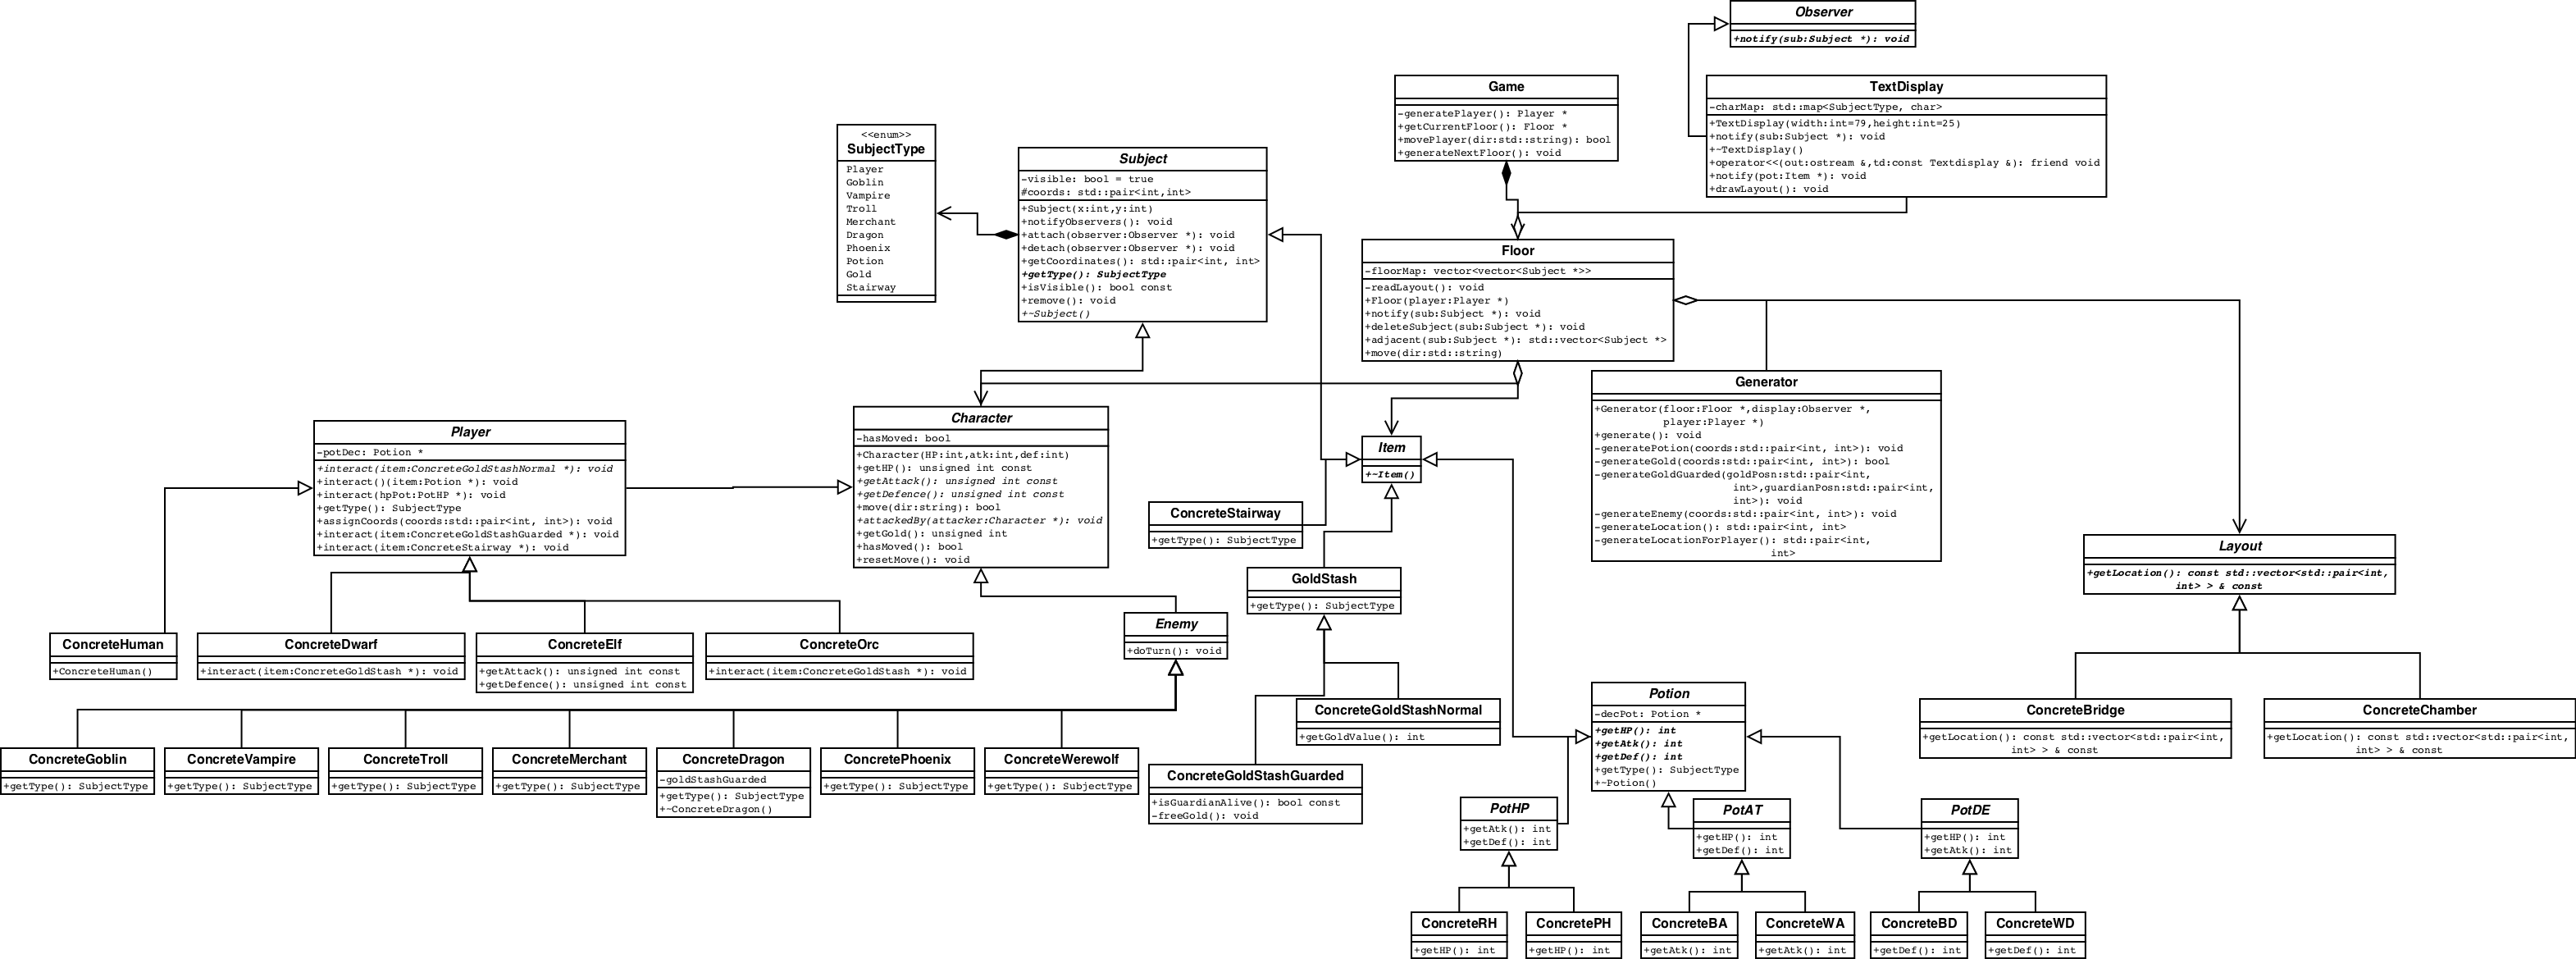 Observer
+notify(sub:Subject *): void
Game
-generatePlayer(): Player *
+getCurrentFloor(): Floor *
+movePlayer(dir:std::string): bool
+generateNextFloor(): void
TextDisplay
-charMap: std::map<SubjectType, char>
+TextDisplay(width:int=79,height:int=25)
+notify(sub:Subject *): void
+~TextDisplay()
+operator<<(out:ostream &,td:const Textdisplay &): friend void
+notify(pot:Item *): void
+drawLayout(): void
<<enum>>
SubjectType
Player
Goblin
Vampire
Troll
Merchant
Dragon
Phoenix
Potion
Gold
Stairway
Subject
-visible: bool = true
#coords: std::pair<int,int>
+Subject(x:int,y:int)
+notifyObservers(): void
+attach(observer:Observer *): void
+detach(observer:Observer *): void
+getCoordinates(): std::pair<int, int>
+getType(): SubjectType
+isVisible(): bool const
+remove(): void
+~Subject()
Floor
-floorMap: vector<vector<Subject *>>
-readLayout(): void
+Floor(player:Player *)
+notify(sub:Subject *): void
+deleteSubject(sub:Subject *): void
+adjacent(sub:Subject *): std::vector<Subject *>
+move(dir:std::string)
Generator
+Generator(floor:Floor *,display:Observer *,
player:Player *)
+generate(): void
-generatePotion(coords:std::pair<int, int>): void
-generateGold(coords:std::pair<int, int>): bool
-generateGoldGuarded(goldPosn:std::pair<int,
int>,guardianPosn:std::pair<int,
int>): void
-generateEnemy(coords:std::pair<int, int>): void
-generateLocation(): std::pair<int, int>
-generateLocationForPlayer(): std::pair<int,
int>
Player
-potDec: Potion *
+interact(item:ConcreteGoldStashNormal *): void
+interact()(item:Potion *): void
+interact(hpPot:PotHP *): void
+getType(): SubjectType
+assignCoords(coords:std::pair<int, int>): void
+interact(item:ConcreteGoldStashGuarded *): void
+interact(item:ConcreteStairway *): void
Character
-hasMoved: bool
+Character(HP:int,atk:int,def:int)
+getHP(): unsigned int const
+getAttack(): unsigned int const
+getDefence(): unsigned int const
+move(dir:string): bool
+attackedBy(attacker:Character *): void
+getGold(): unsigned int
+hasMoved(): bool
+resetMove(): void
Item
+~Item()
ConcreteStairway
+getType(): SubjectType
Layout
+getLocation(): const std::vector<std::pair<int,
int> > & const
GoldStash
+getType(): SubjectType
Enemy
+doTurn(): void
ConcreteHuman
+ConcreteHuman()
ConcreteDwarf
+interact(item:ConcreteGoldStash *): void
ConcreteElf
+getAttack(): unsigned int const
+getDefence(): unsigned int const
ConcreteOrc
+interact(item:ConcreteGoldStash *): void
ConcreteGoldStashNormal
+getGoldValue(): int
Potion
-decPot: Potion *
+getHP(): int
+getAtk(): int
+getDef(): int
+getType(): SubjectType
+~Potion()
ConcreteBridge
+getLocation(): const std::vector<std::pair<int,
int> > & const
ConcreteChamber
+getLocation(): const std::vector<std::pair<int,
int> > & const
ConcreteGoblin
+getType(): SubjectType
ConcreteVampire
+getType(): SubjectType
ConcreteTroll
+getType(): SubjectType
ConcreteMerchant
+getType(): SubjectType
ConcreteDragon
-goldStashGuarded
+getType(): SubjectType
+~ConcreteDragon()
ConcretePhoenix
+getType(): SubjectType
ConcreteWerewolf
+getType(): SubjectType
ConcreteGoldStashGuarded
+isGuardianAlive(): bool const
-freeGold(): void
PotHP
+getAtk(): int
+getDef(): int
PotAT
+getHP(): int
+getDef(): int
PotDE
+getHP(): int
+getAtk(): int
ConcreteRH
+getHP(): int
ConcretePH
+getHP(): int
ConcreteBA
+getAtk(): int
ConcreteWA
+getAtk(): int
ConcreteBD
+getDef(): int
ConcreteWD
+getDef(): int